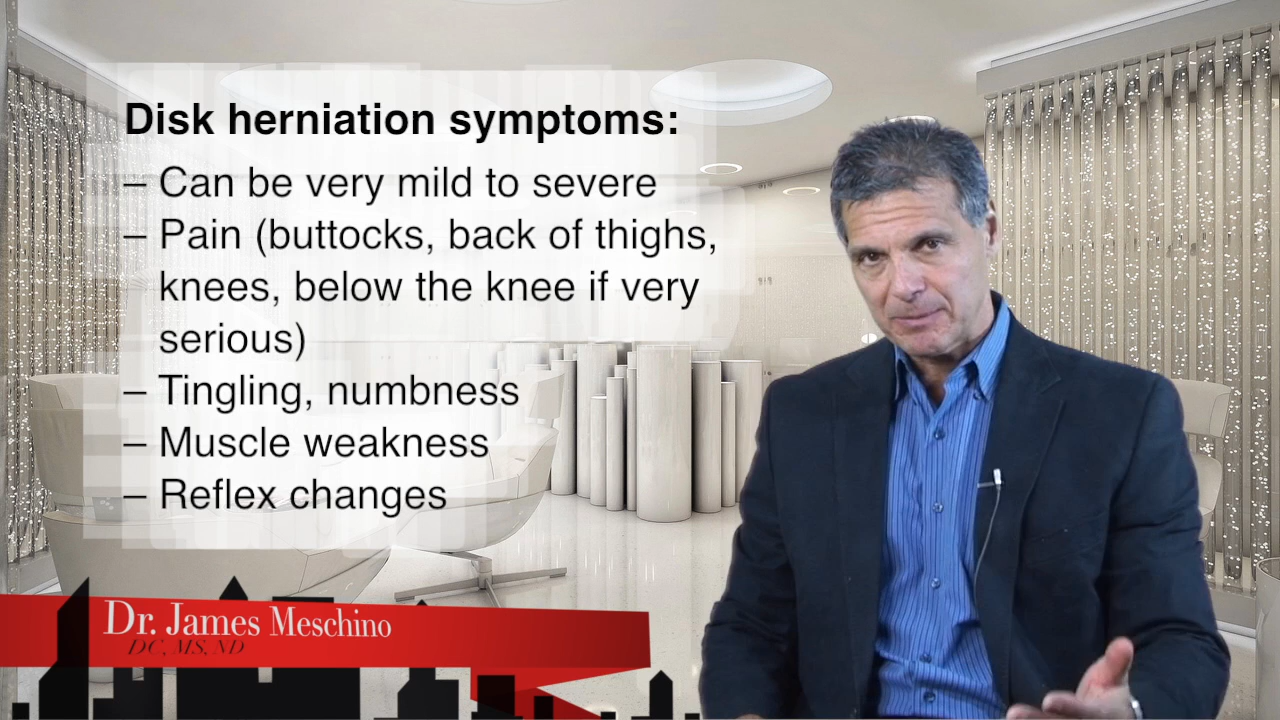 Disk herniation symptoms:
– Can be very mild to severe
– Pain (buttocks, back of thighs,
knees, below the knee if very
serious)
– Tingling, numbness
– Muscle weakness
– Reflex changes
Dr. James Meschino
DC, MS, ND